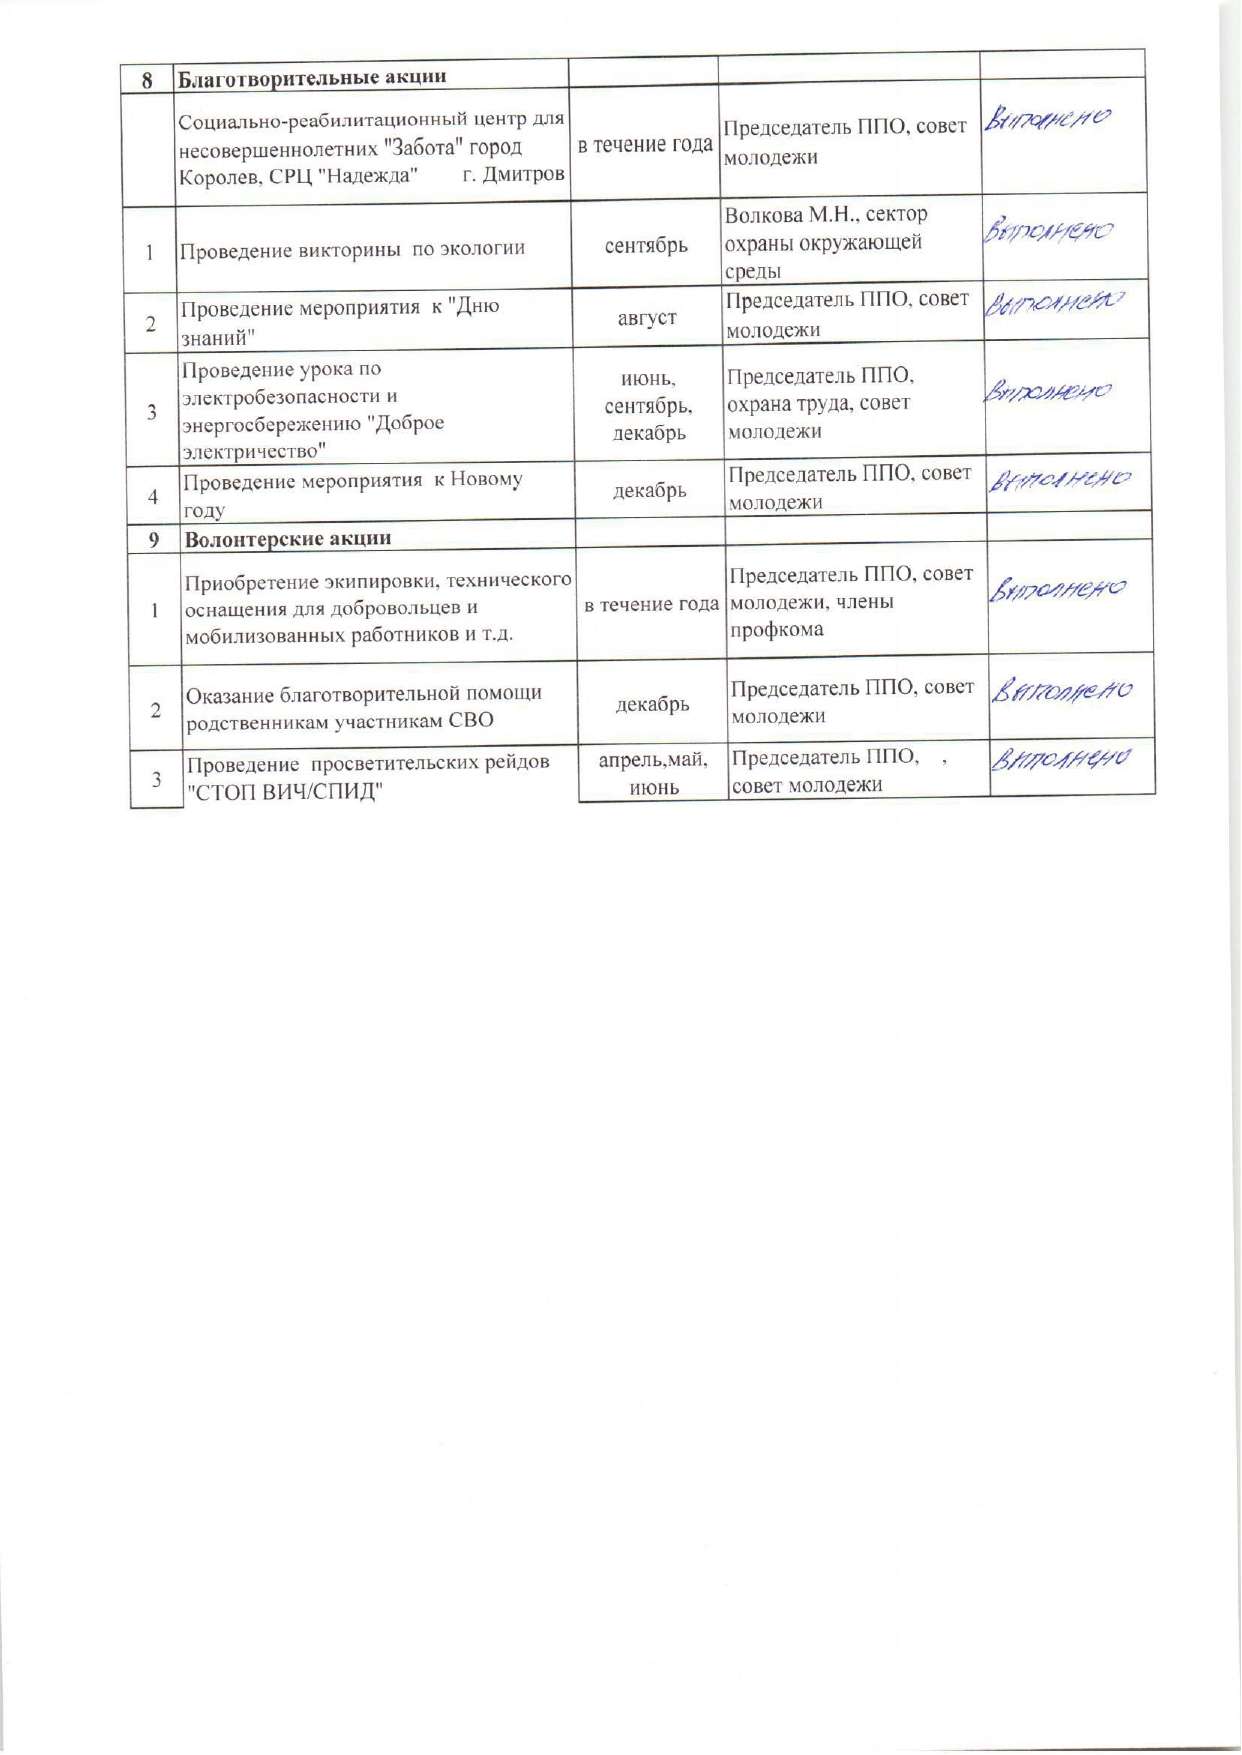 8 Благотворительные акции
Социально-реабилитационный центр для
несовершеннолетних "Забота" город
Королев, СРЦ "Надежда" г. Дмитров
в течение года
Председатель ППО, совет
молодежи
Выполнено
1
Проведение викторины по экологии
сентябрь
Волкова М.Н., сектор
охраны окружающей
среды
Выполнено
2
Проведение мероприятия к "Дню
знаний"
август
Председатель ППО, совет
молодежи
Выполнено
3
Проведение урока по
электробезопасности и
энергосбережению "Доброе
электричество"
июнь,
сентябрь,
декабрь
Председатель ППО,
охрана труда, совет
молодежи
Выполнено
4
Проведение мероприятия к Новому
году
декабрь
Председатель ППО, совет
молодежи
Выполнено
9 Волонтерские акции
1
Приобретение экипировки, технического
оснащения для добровольцев и
мобилизованных работников и т.д.
в течение года
Председатель ППО, совет
молодежи, члены
профкома
Выполнено
2
Оказание благотворительной помощи
родственникам участникам СВО
декабрь
Председатель ППО, совет
молодежи
Выполнено
3
Проведение просветительских рейдов
"СТОП ВИЧ/СПИД"
апрель,май,
июнь
Председатель ППО, ,
совет молодежи
Выполнено